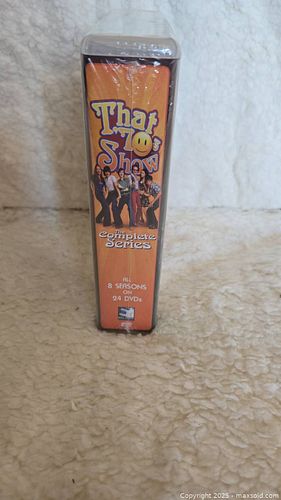 That
'70s
Show
The
Complete
Series
ALL
8 SEASONS
ON
24 DVDs
Copyright © 2025 - maxsold.com